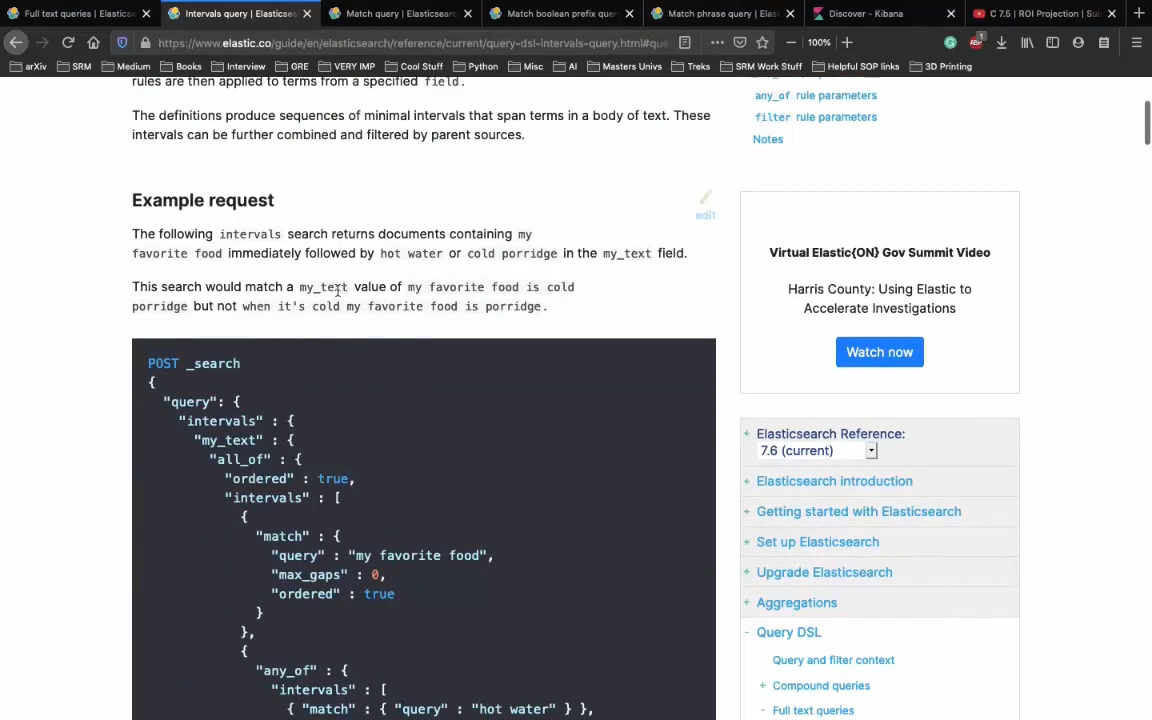 Full text queries | Elasticse
Intervals query | Elasticsea
Match query | Elasticsearc
Match boolean prefix que
Match phrase query | Elas
Discover - Kibana
C 7.5 | ROI Projection | Su
https://www.elastic.co/guide/en/elasticsearch/reference/current/query-dsl-intervals-query.html#que
100%
1
arXiv SRM Medium Books Interview GRE VERY IMP Cool Stuff Python Misc AI Masters Univs Treks SRM Work Stuff Helpful SOP links 3D Printing
rules are then applied to terms from a specified field.
The definitions produce sequences of minimal intervals that span terms in a body of text. These
intervals can be further combined and filtered by parent sources.
Example request
edit
The following intervals search returns documents containing my
favorite food immediately followed by hot water or cold porridge in the my_text field.
This search would match a my_text value of my favorite food is cold
porridge but not when it's cold my favorite food is porridge.
POST _search
{
"query": {
"intervals" : {
"my_text" : {
"all_of" : {
"ordered" : true,
"intervals" : [
{
"match" : {
"query" : "my favorite food",
"max_gaps" : 0,
"ordered" : true
}
},
{
"any_of" : {
"intervals" : [
{ "match" : { "query" : "hot water" } },
any_of rule parameters
filter rule parameters
Notes
Virtual Elastic{ON} Gov Summit Video
Harris County: Using Elastic to
Accelerate Investigations
Watch now
+ Elasticsearch Reference:
7.6 (current)
+ Elasticsearch introduction
+ Getting started with Elasticsearch
+ Set up Elasticsearch
+ Upgrade Elasticsearch
+ Aggregations
- Query DSL
Query and filter context
+ Compound queries
- Full text queries